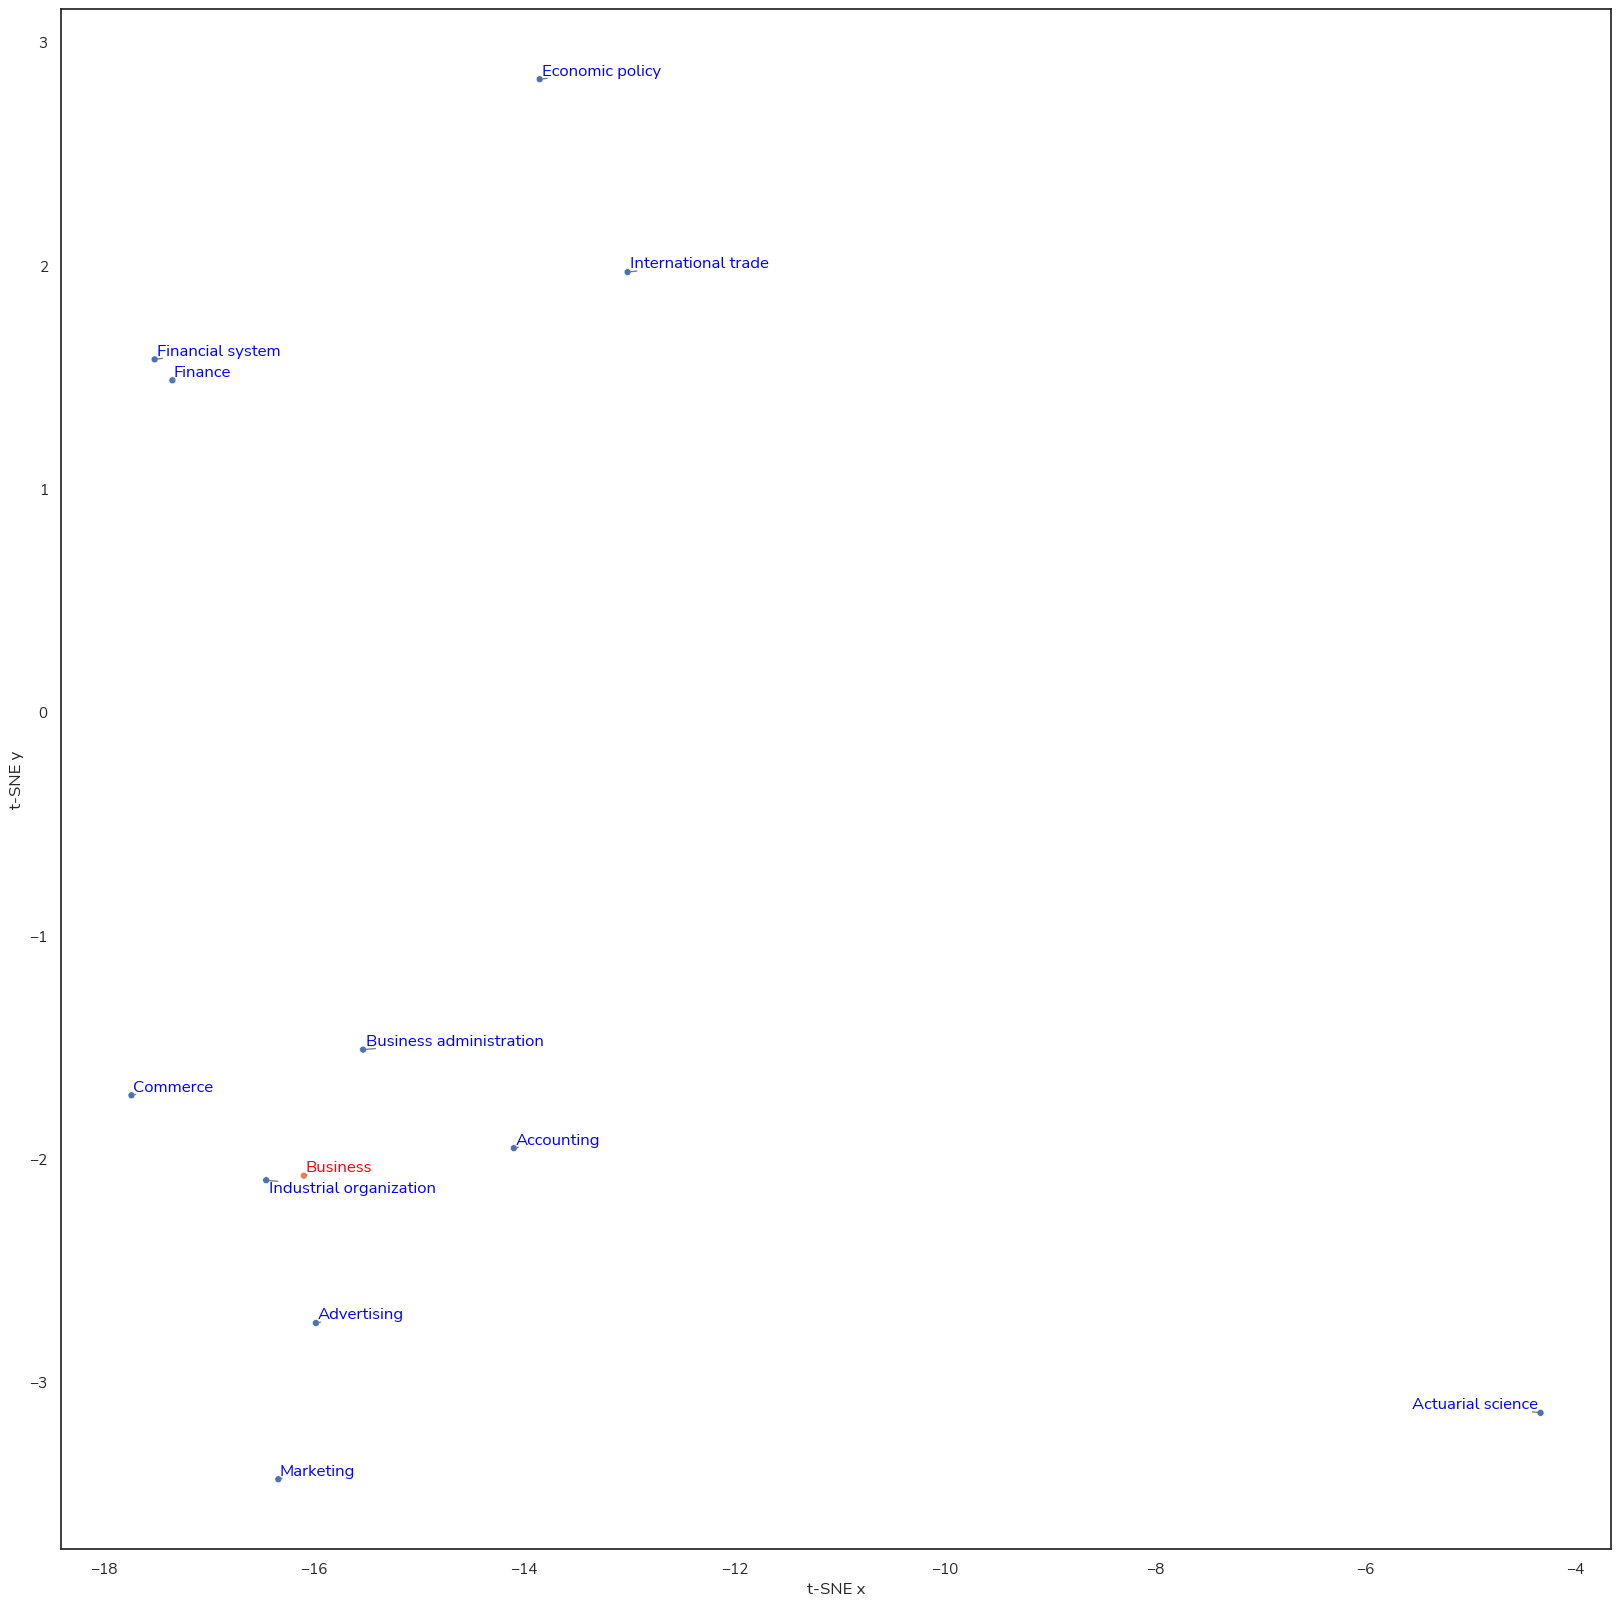 3
Economic policy
2
International trade
Financial system
Finance
1
0
t-SNE y
−1
Business administration
Commerce
Accounting
−2
Business
Industrial organization
Advertising
−3
Actuarial science
Marketing
−18 −16 −14 −12 −10 −8 −6 −4
t-SNE x